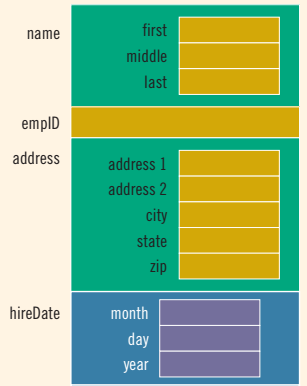 name
first
middle
last
empID
address
address 1
address 2
city
state
zip
hireDate
month
day
year